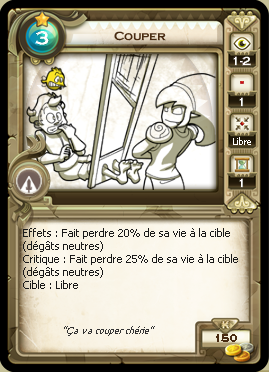 3
COUPER
1-2
1
Libre
1
Effets : Fait perdre 20% de sa vie à la cible
(dégâts neutres)
Critique : Fait perdre 25% de sa vie à la cible
(dégâts neutres)
Cible : Libre
"Ça va couper chérie"
K
150